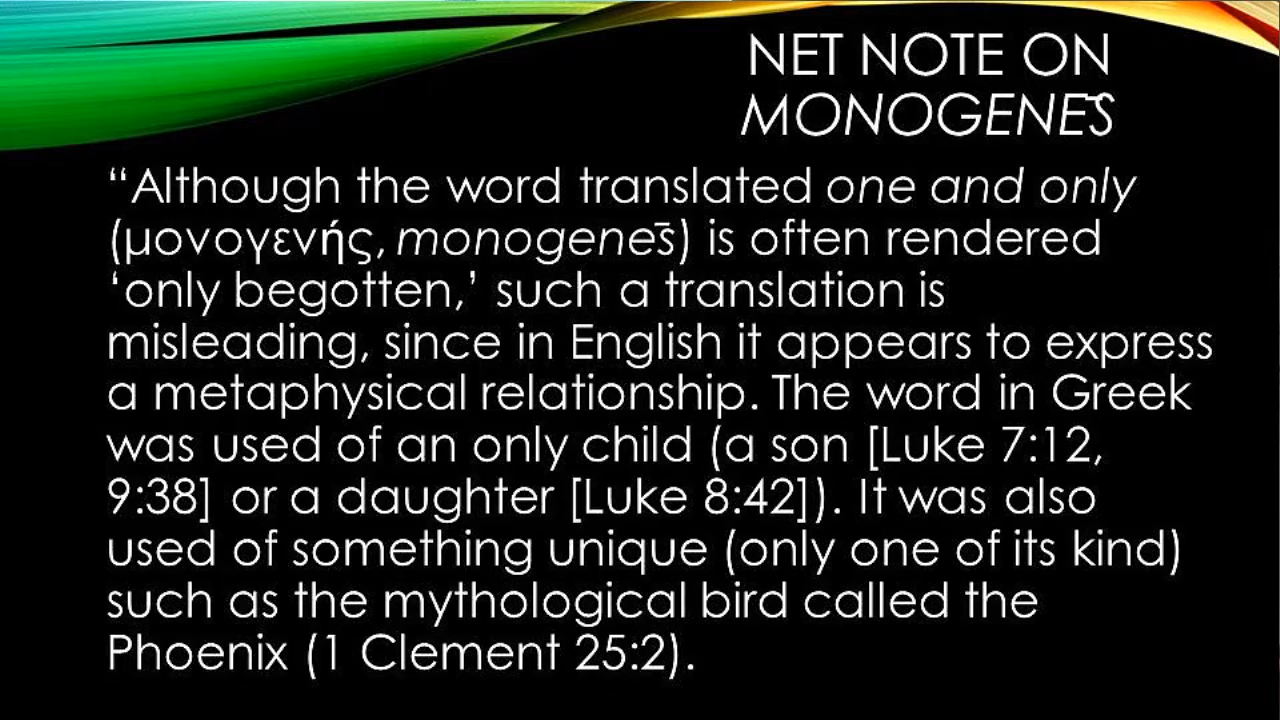 NET NOTE ON
MONOGENES̄
“Although the word translated one and only
(μονογενής, monogenes̄) is often rendered
‘only begotten,’ such a translation is
misleading, since in English it appears to express
a metaphysical relationship. The word in Greek
was used of an only child (a son [Luke 7:12,
9:38] or a daughter [Luke 8:42]). It was also
used of something unique (only one of its kind)
such as the mythological bird called the
Phoenix (1 Clement 25:2).